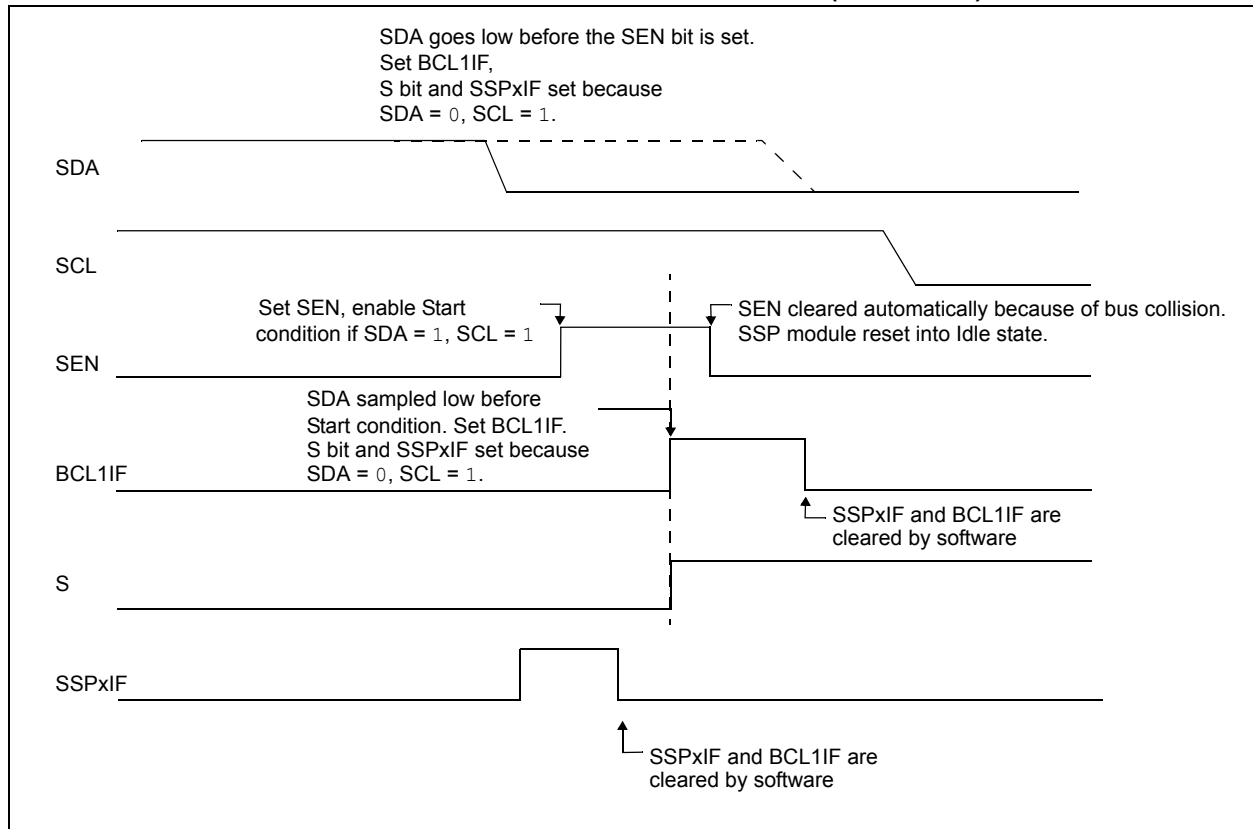 SDA goes low before the SEN bit is set.
Set BCL1IF,
S bit and SSPxIF set because
SDA = 0, SCL = 1.
SDA
SCL
Set SEN, enable Start
condition if SDA = 1, SCL = 1
SEN cleared automatically because of bus collision.
SSP module reset into Idle state.
SEN
SDA sampled low before
Start condition. Set BCL1IF.
S bit and SSPxIF set because
SDA = 0, SCL = 1.
BCL1IF
SSPxIF and BCL1IF are
cleared by software
S
SSPxIF
SSPxIF and BCL1IF are
cleared by software